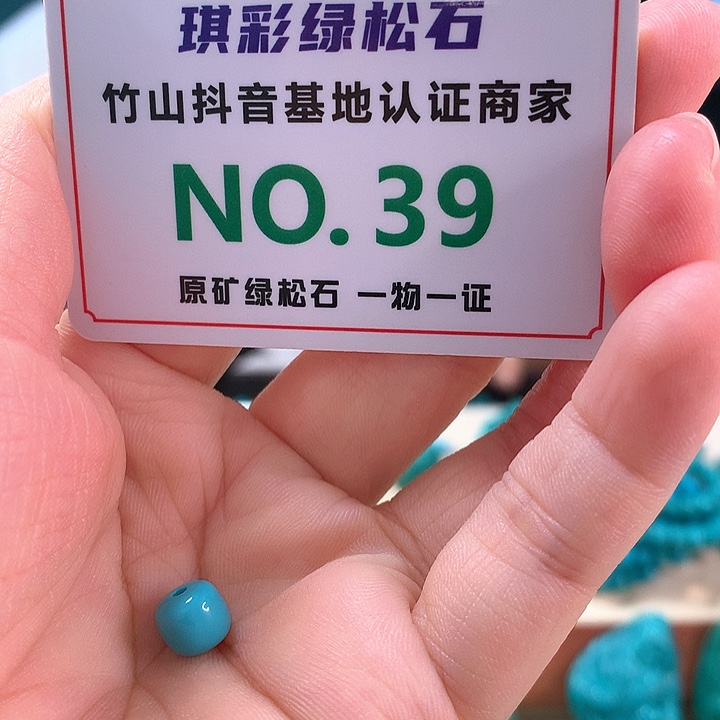 琪彩绿松石
竹山抖音基地认证商家
NO.39
原矿绿松石 一物一证